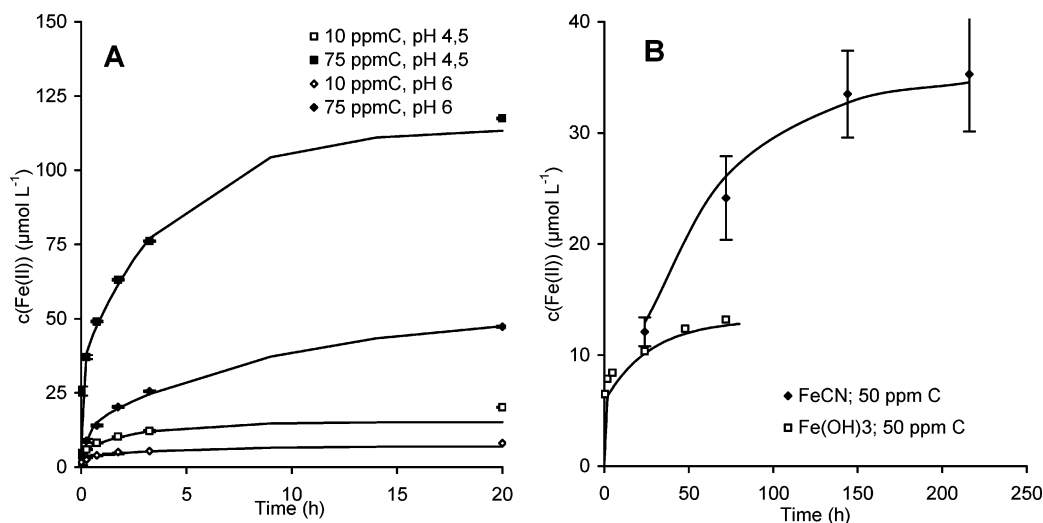 A
10 ppmC, pH 4,5
75 ppmC, pH 4,5
10 ppmC, pH 6
75 ppmC, pH 6
c(Fe(II)) (µmol L⁻¹)
150
125
100
75
50
25
0
0 5 10 15 20
Time (h)
B
c(Fe(II)) (µmol L⁻¹)
40
30
20
10
0
FeCN; 50 ppm C
Fe(OH)3; 50 ppm C
0 50 100 150 200 250
Time (h)